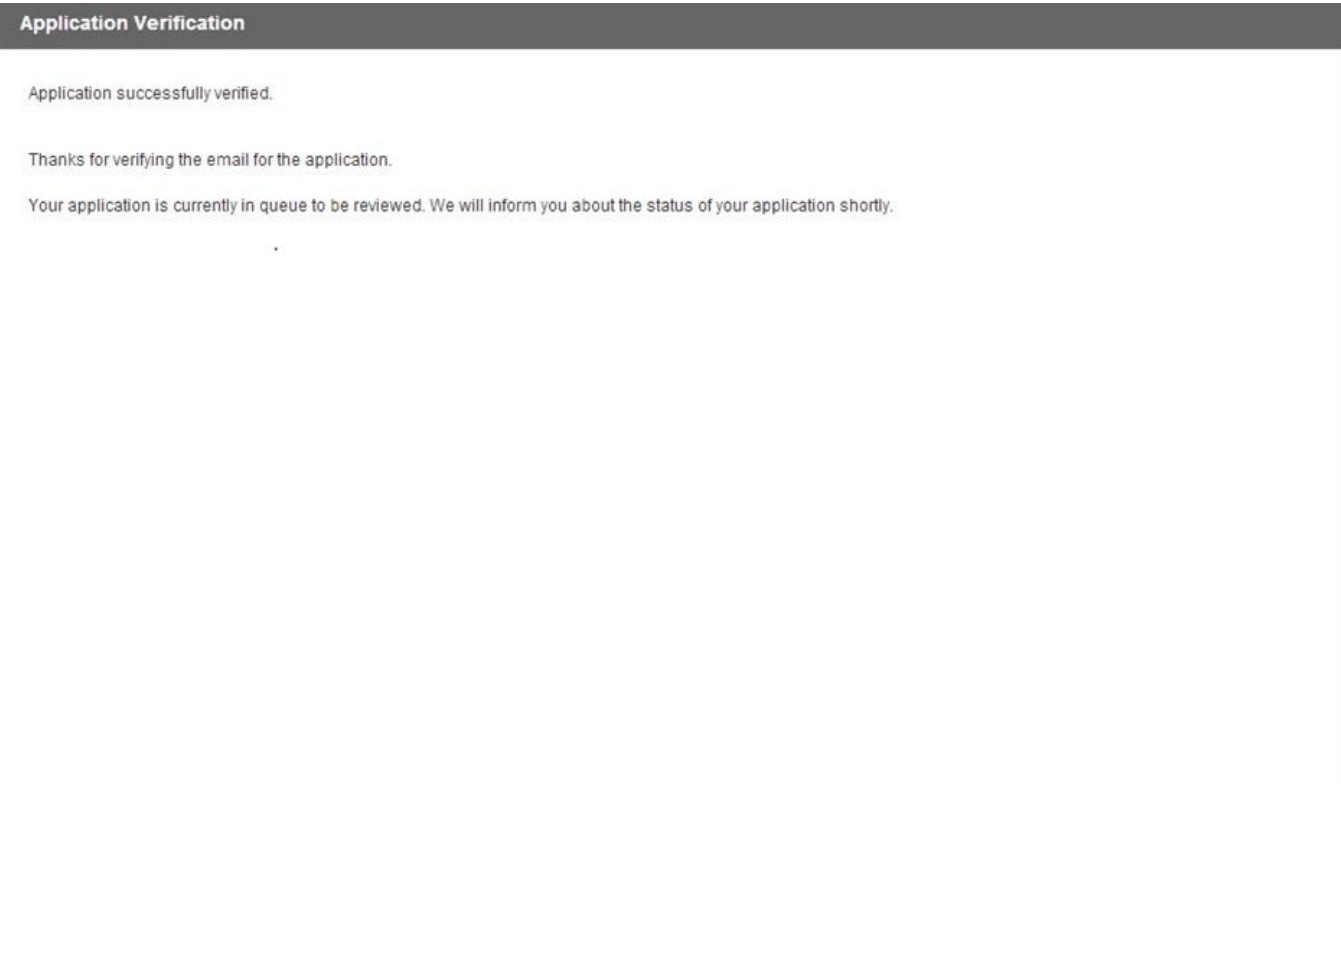 Application Verification
Application successfully verified.
Thanks for verifying the email for the application.
Your application is currently in queue to be reviewed. We will inform you about the status of your application shortly.
.